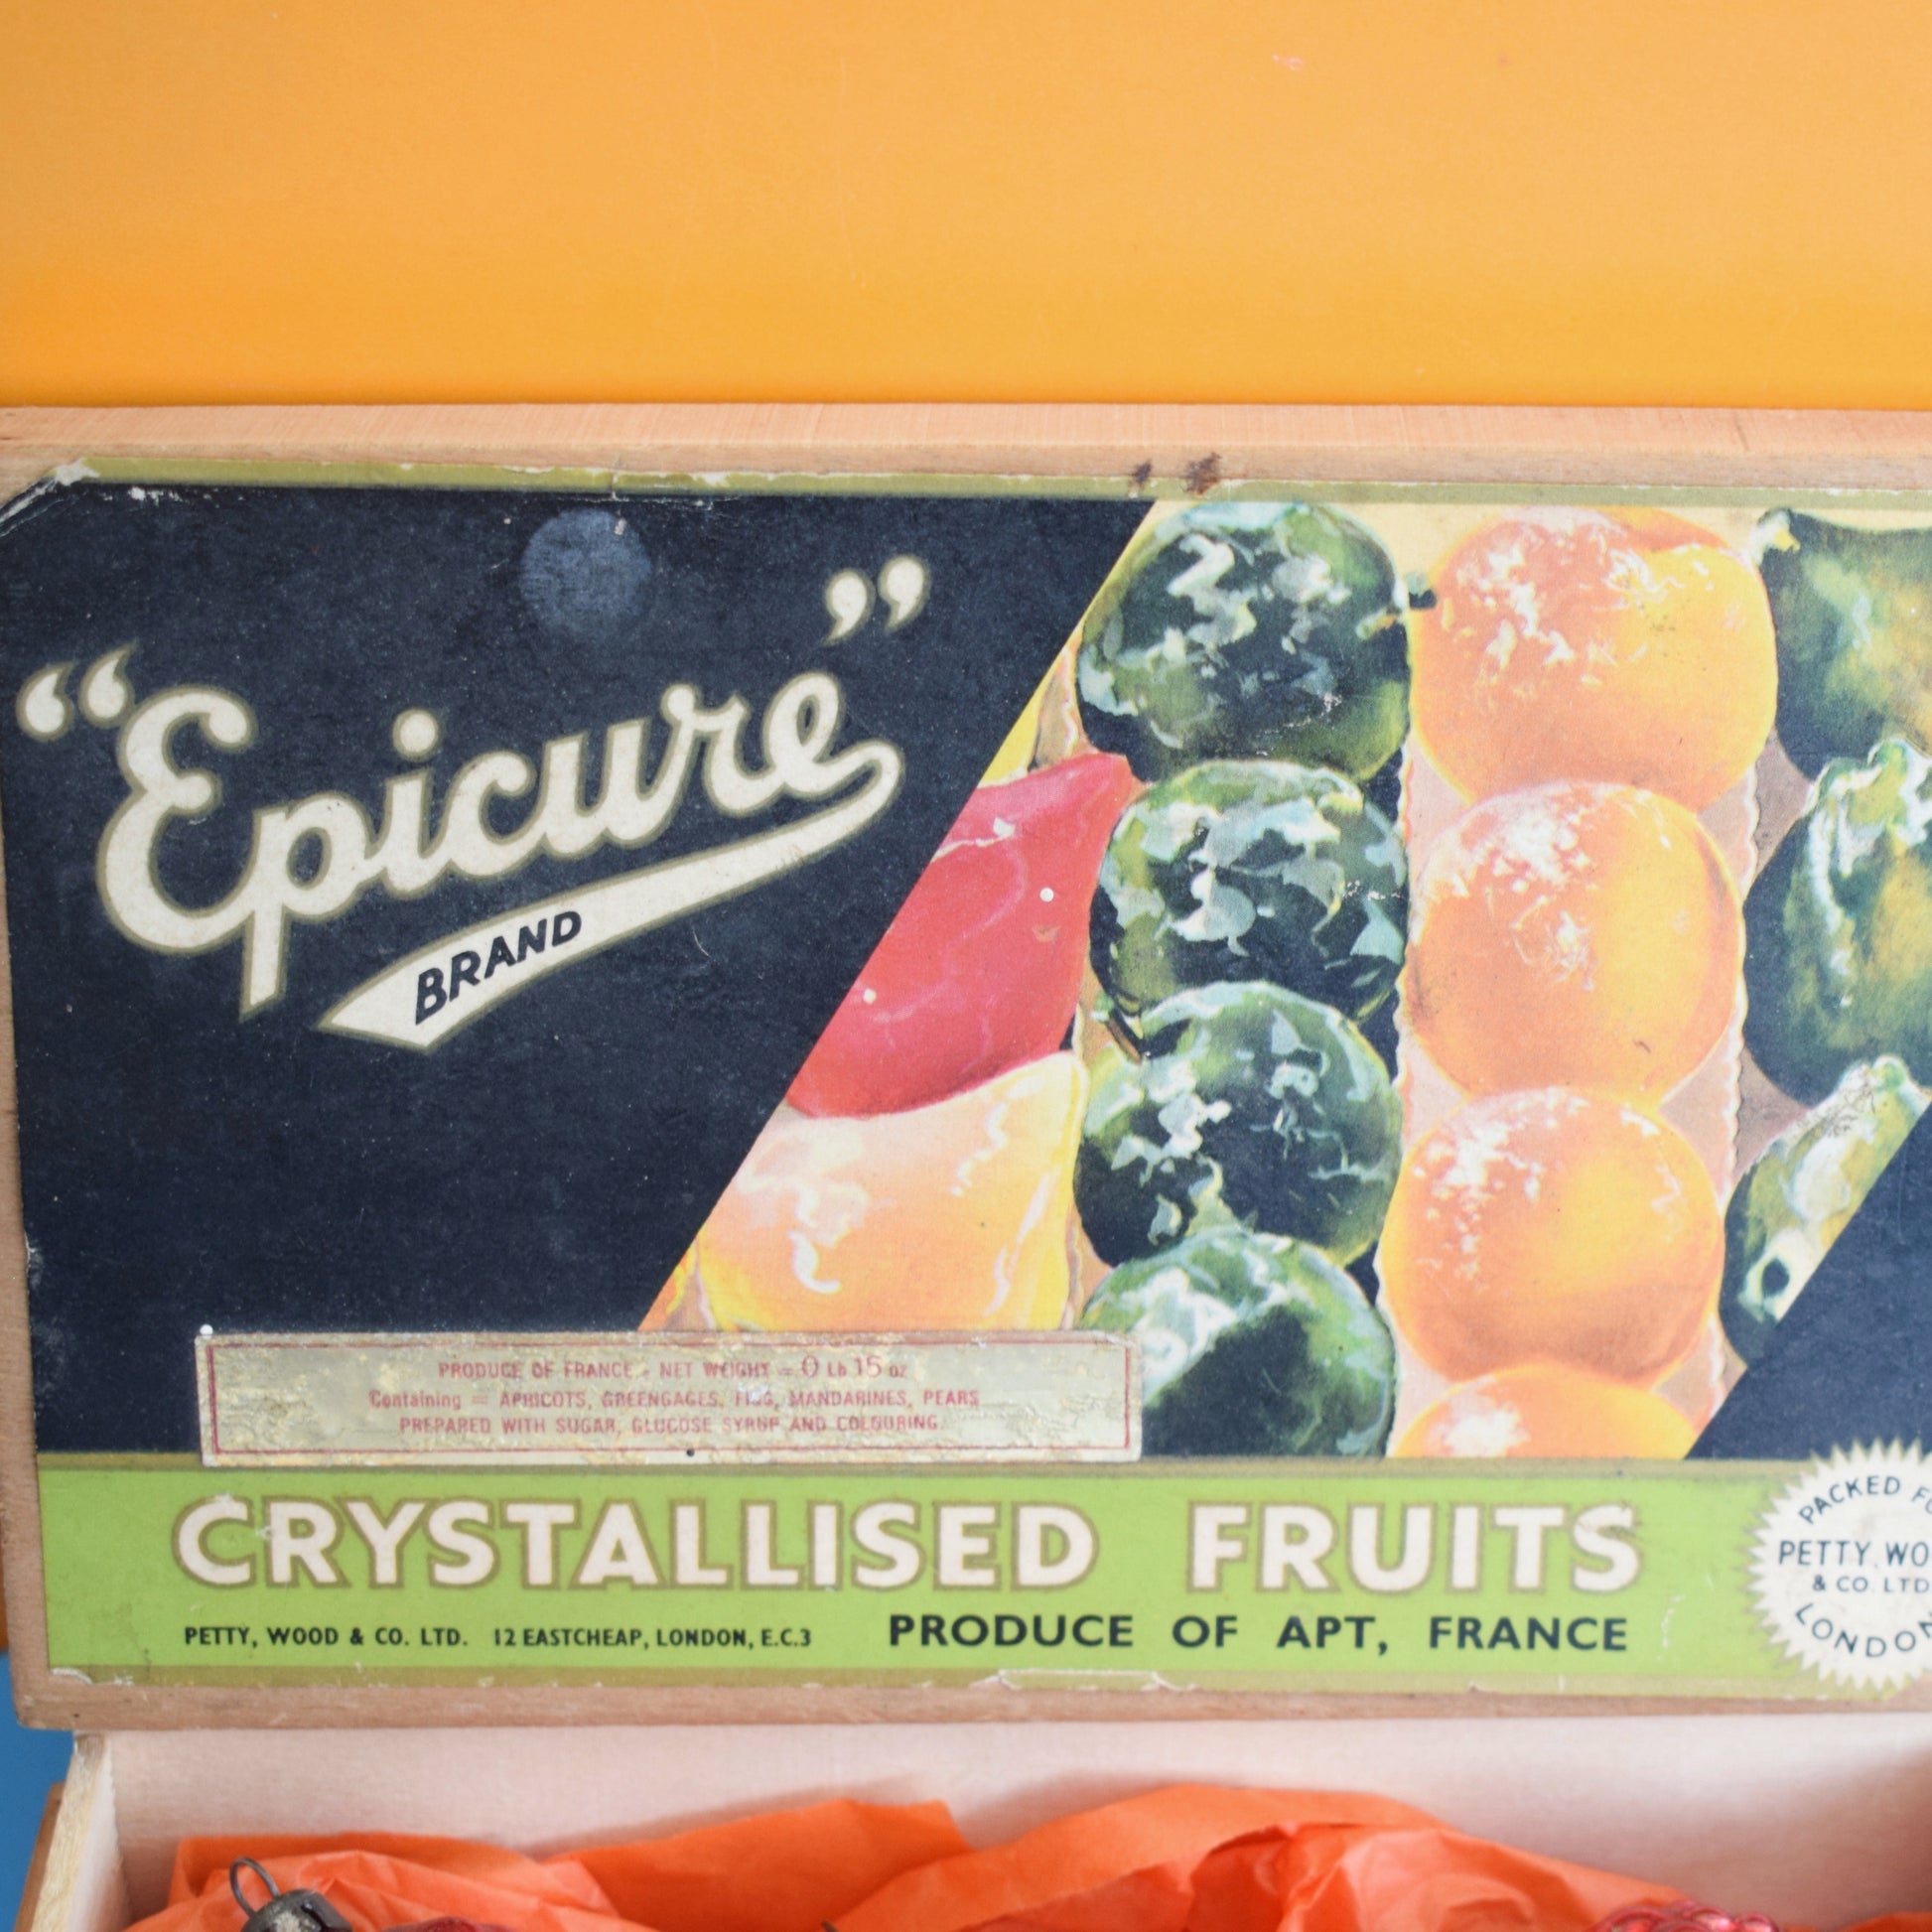 “Epicure”
BRAND
PRODUCE OF FRANCE - NET WEIGHT = 0 Lb 15 oz
Containing = APRICOTS, GREENGAGES, FIGS, MANDARINES, PEARS
PREPARED WITH SUGAR, GLUCOSE SYRUP AND COLOURING
CRYSTALLISED FRUITS
PETTY, WOOD & CO. LTD. 12 EASTCHEAP, LONDON, E.C.3
PRODUCE OF APT, FRANCE
PACKED
PETTY, WO
& CO. LTD
LONDON